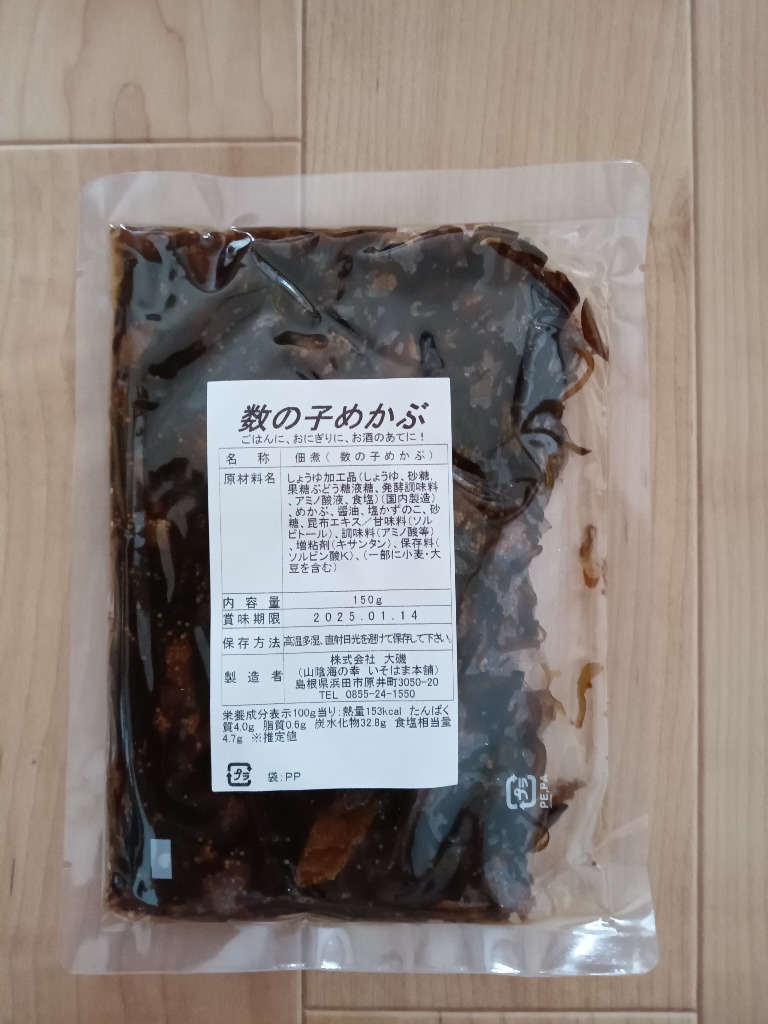 数の子めかぶ
ごはんに、おにぎりに、お酒のあてに！
名称 佃煮（数の子めかぶ）
原材料名 しょうゆ加工品(しょうゆ、砂糖、
果糖ぶどう糖液糖、発酵調味料
、アミノ酸液、食塩)(国内製造)
、めかぶ、醤油、塩かずのこ、砂
糖、昆布エキス／甘味料(ソル
ビトール)、調味料(アミノ酸等)
、増粘剤(キサンタン)、保存料(
ソルビン酸K)、(一部に小麦・大
豆を含む)
内容量 150g
賞味期限 2025.01.14
保存方法 高温多湿、直射日光を避けて保存して下さい。
製造者 株式会社 大磯
(山陰海の幸 いそはま本舗)
島根県浜田市原井町3050-20
TEL 0855-24-1550
栄養成分表示100g当り:熱量153kcal たんぱく
質4.0g 脂質0.6g 炭水化物32.8g 食塩相当量
4.7g ※推定値
プラ 袋:PP
プラ PE,PA